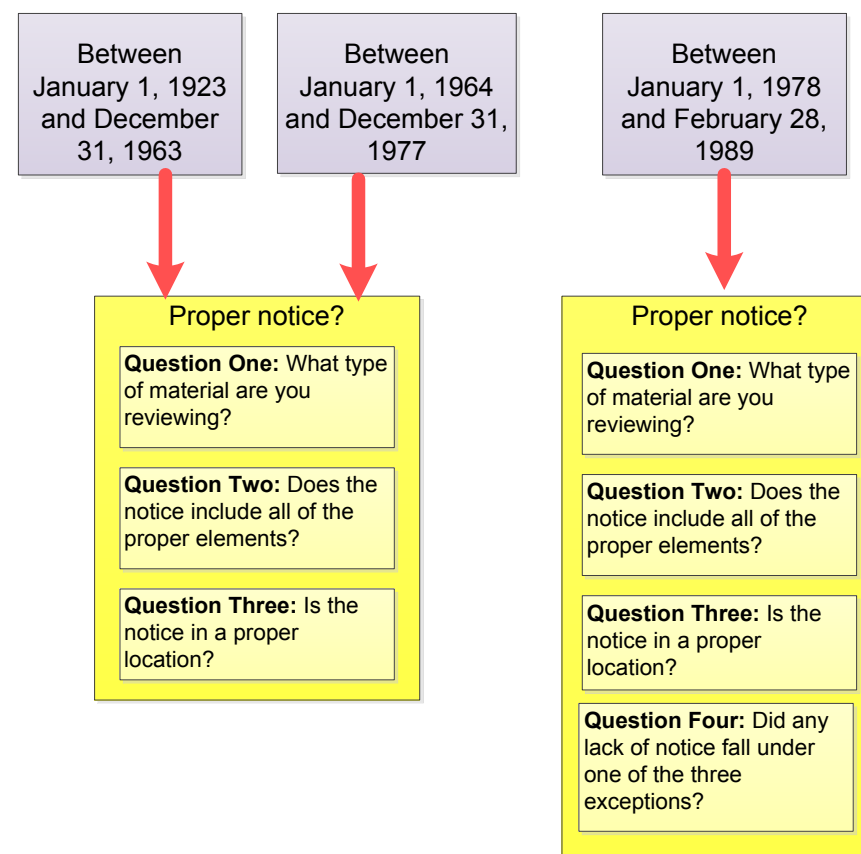 Between
January 1, 1923
and December
31, 1963
Between
January 1, 1964
and December 31,
1977
Between
January 1, 1978
and February 28,
1989
Proper notice?
Question One: What type
of material are you
reviewing?
Question Two: Does the
notice include all of the
proper elements?
Question Three: Is the
notice in a proper
location?
Proper notice?
Question One: What type
of material are you
reviewing?
Question Two: Does the
notice include all of the
proper elements?
Question Three: Is the
notice in a proper
location?
Question Four: Did any
lack of notice fall under
one of the three
exceptions?